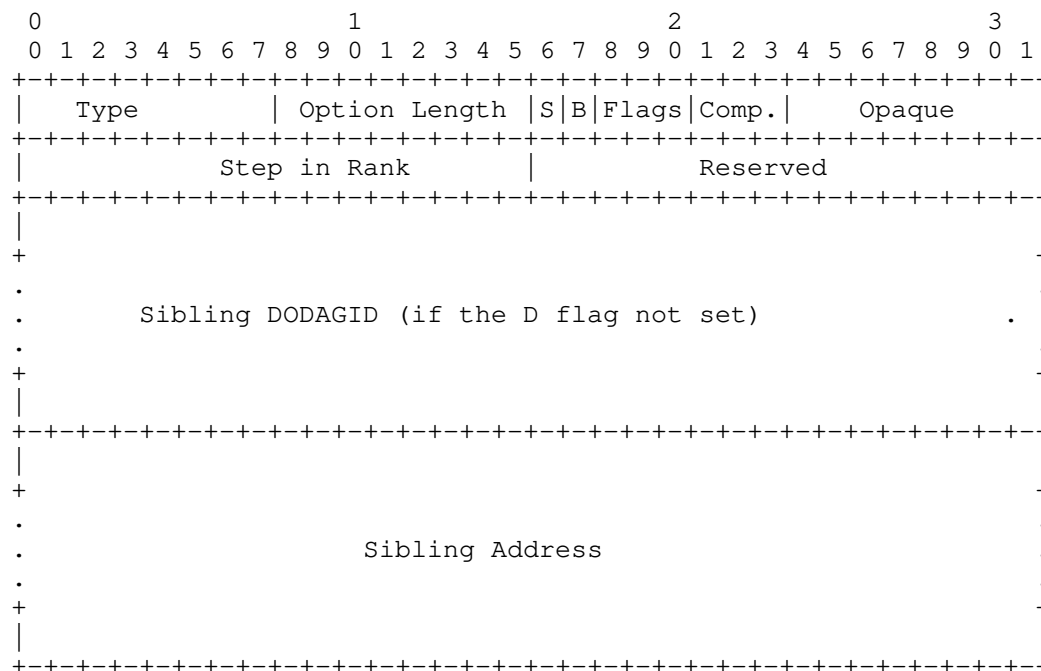 0 1 2 3
0 1 2 3 4 5 6 7 8 9 0 1 2 3 4 5 6 7 8 9 0 1 2 3 4 5 6 7 8 9 0 1
+-+-+-+-+-+-+-+-+-+-+-+-+-+-+-+-+-+-+-+-+-+-+-+-+-+-+-+-+-+-+-+-
| Type | Option Length |S|B|Flags|Comp.| Opaque
+-+-+-+-+-+-+-+-+-+-+-+-+-+-+-+-+-+-+-+-+-+-+-+-+-+-+-+-+-+-+-+-
| Step in Rank | Reserved
+-+-+-+-+-+-+-+-+-+-+-+-+-+-+-+-+-+-+-+-+-+-+-+-+-+-+-+-+-+-+-+-
|
+ -
. .
. Sibling DODAGID (if the D flag not set) .
. .
+ -
|
+-+-+-+-+-+-+-+-+-+-+-+-+-+-+-+-+-+-+-+-+-+-+-+-+-+-+-+-+-+-+-+-
|
+ -
. .
. Sibling Address .
. .
+ -
|
+-+-+-+-+-+-+-+-+-+-+-+-+-+-+-+-+-+-+-+-+-+-+-+-+-+-+-+-+-+-+-+-